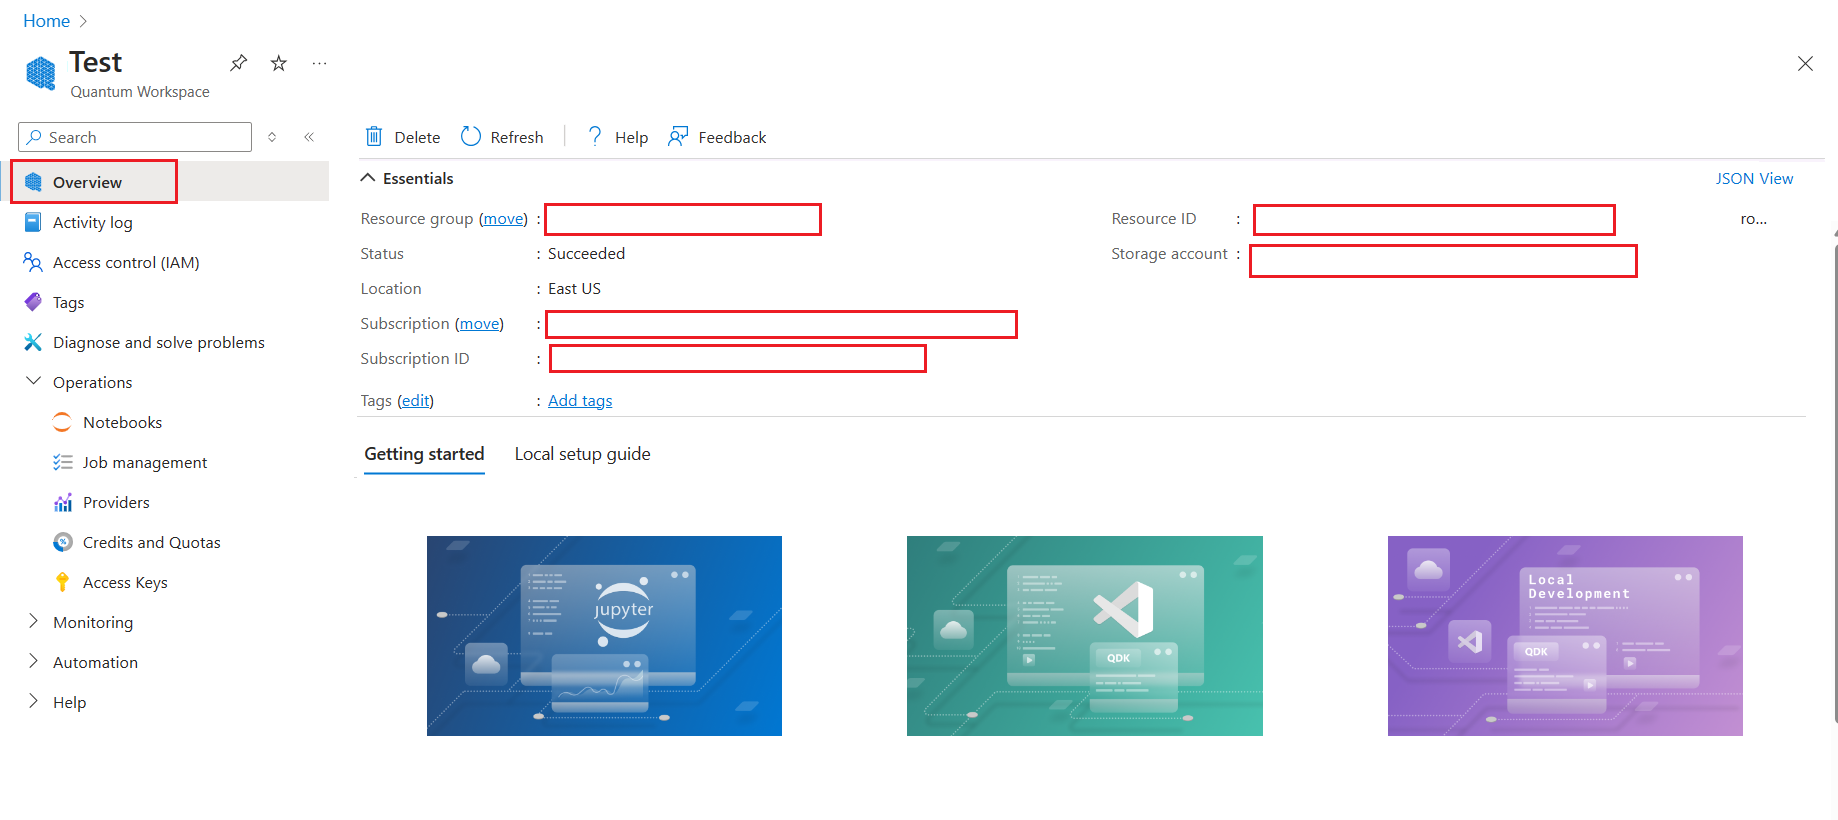 Home
Test
Quantum Workspace
Search
Overview
Activity log
Access control (IAM)
Tags
Diagnose and solve problems
Operations
Notebooks
Job management
Providers
Credits and Quotas
Access Keys
Monitoring
Automation
Help
Delete Refresh Help Feedback
Essentials JSON View
Resource group (move) :
Status : Succeeded
Location : East US
Subscription (move) :
Subscription ID :
Tags (edit) : Add tags
Resource ID : ro...
Storage account :
Getting started Local setup guide
jupyter
QDK
Local
Development
QDK